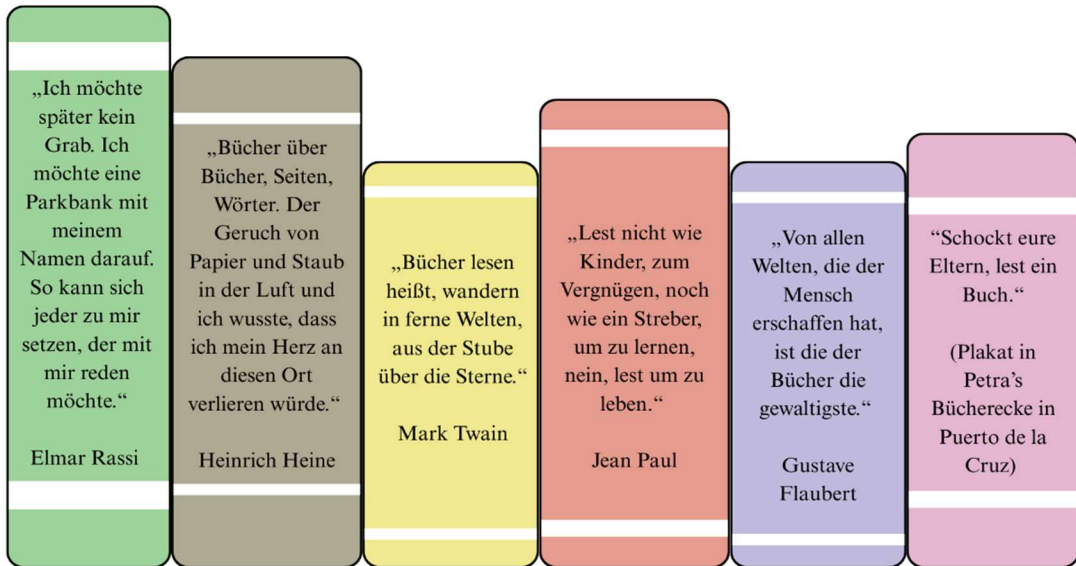 „Ich möchte
später kein
Grab. Ich
möchte eine
Parkbank mit
meinem
Namen darauf.
So kann sich
jeder zu mir
setzen, der mit
mir reden
möchte.“
Elmar Rassi
„Bücher über
Bücher, Seiten,
Wörter. Der
Geruch von
Papier und Staub
in der Luft und
ich wusste, dass
ich mein Herz an
diesen Ort
verlieren würde.“
Heinrich Heine
„Bücher lesen
heißt, wandern
in ferne Welten,
aus der Stube
über die Sterne.“
Mark Twain
„Lest nicht wie
Kinder, zum
Vergnügen, noch
wie ein Streber,
um zu lernen,
nein, lest um zu
leben.“
Jean Paul
„Von allen
Welten, die der
Mensch
erschaffen hat,
ist die der
Bücher die
gewaltigste.“
Gustave
Flaubert
“Schockt eure
Eltern, lest ein
Buch.“
(Plakat in
Petra’s
Bücherecke in
Puerto de la
Cruz)